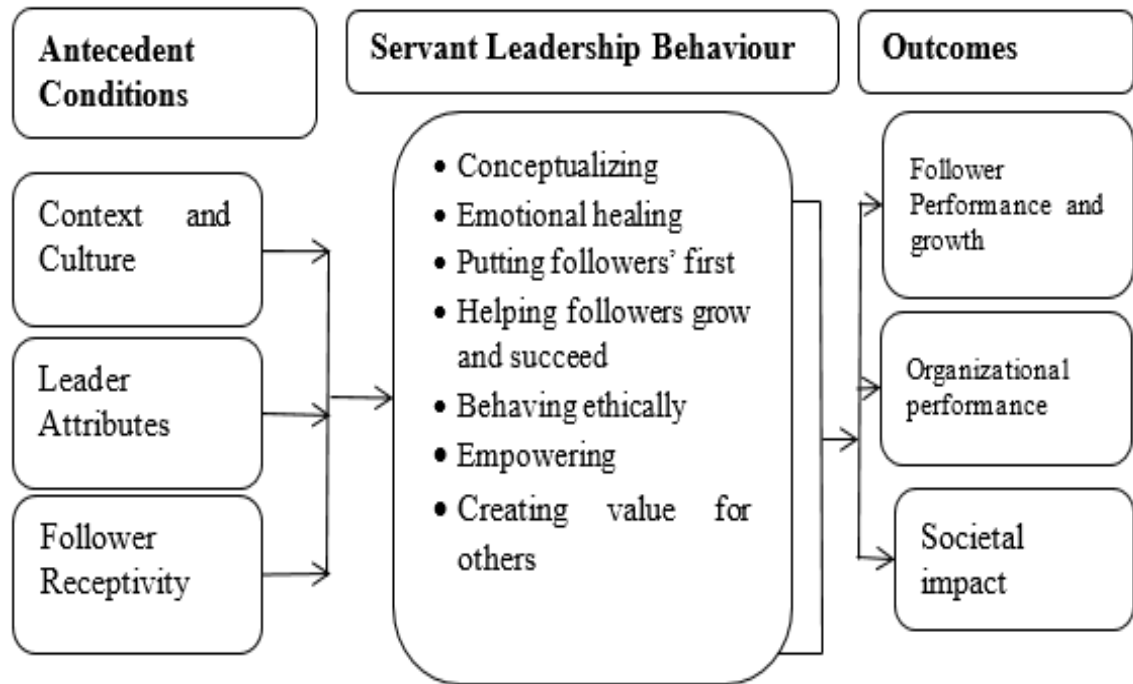 Antecedent
Conditions
Servant Leadership Behaviour
Outcomes
Context and
Culture
Leader
Attributes
Follower
Receptivity
• Conceptualizing
• Emotional healing
• Putting followers’ first
• Helping followers grow
and succeed
• Behaving ethically
• Empowering
• Creating value for
others
Follower
Performance and
growth
Organizational
performance
Societal
impact